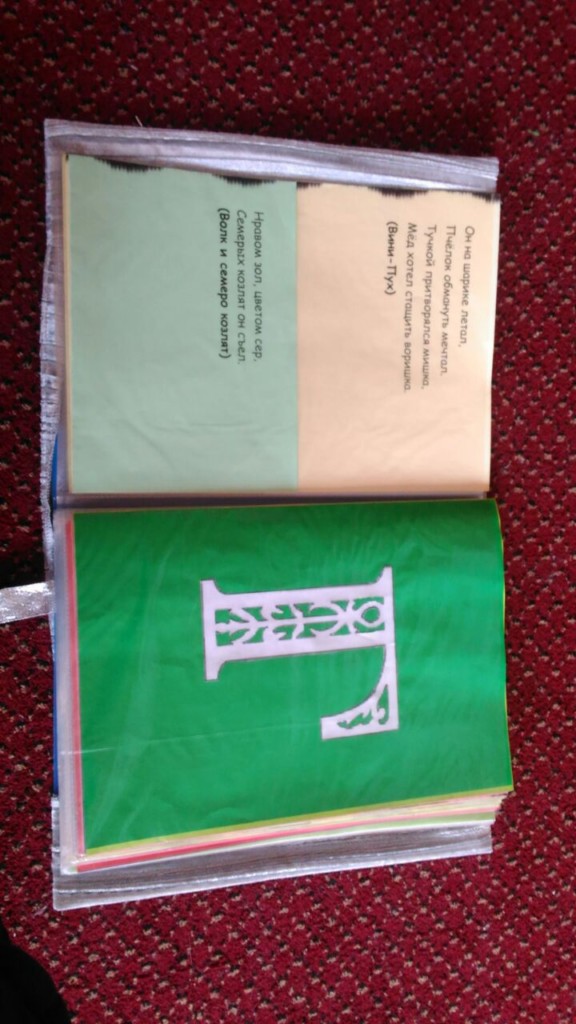 Он на шарике летал,
Пчёлок обмануть мечтал.
Тучкой притворялся мишка,
Мёд хотел стащить воришка.
(Вини-Пух)
Нравом зол, цветом сер,
Семерых козлят он съел.
(Волк и семеро козлят)
Г